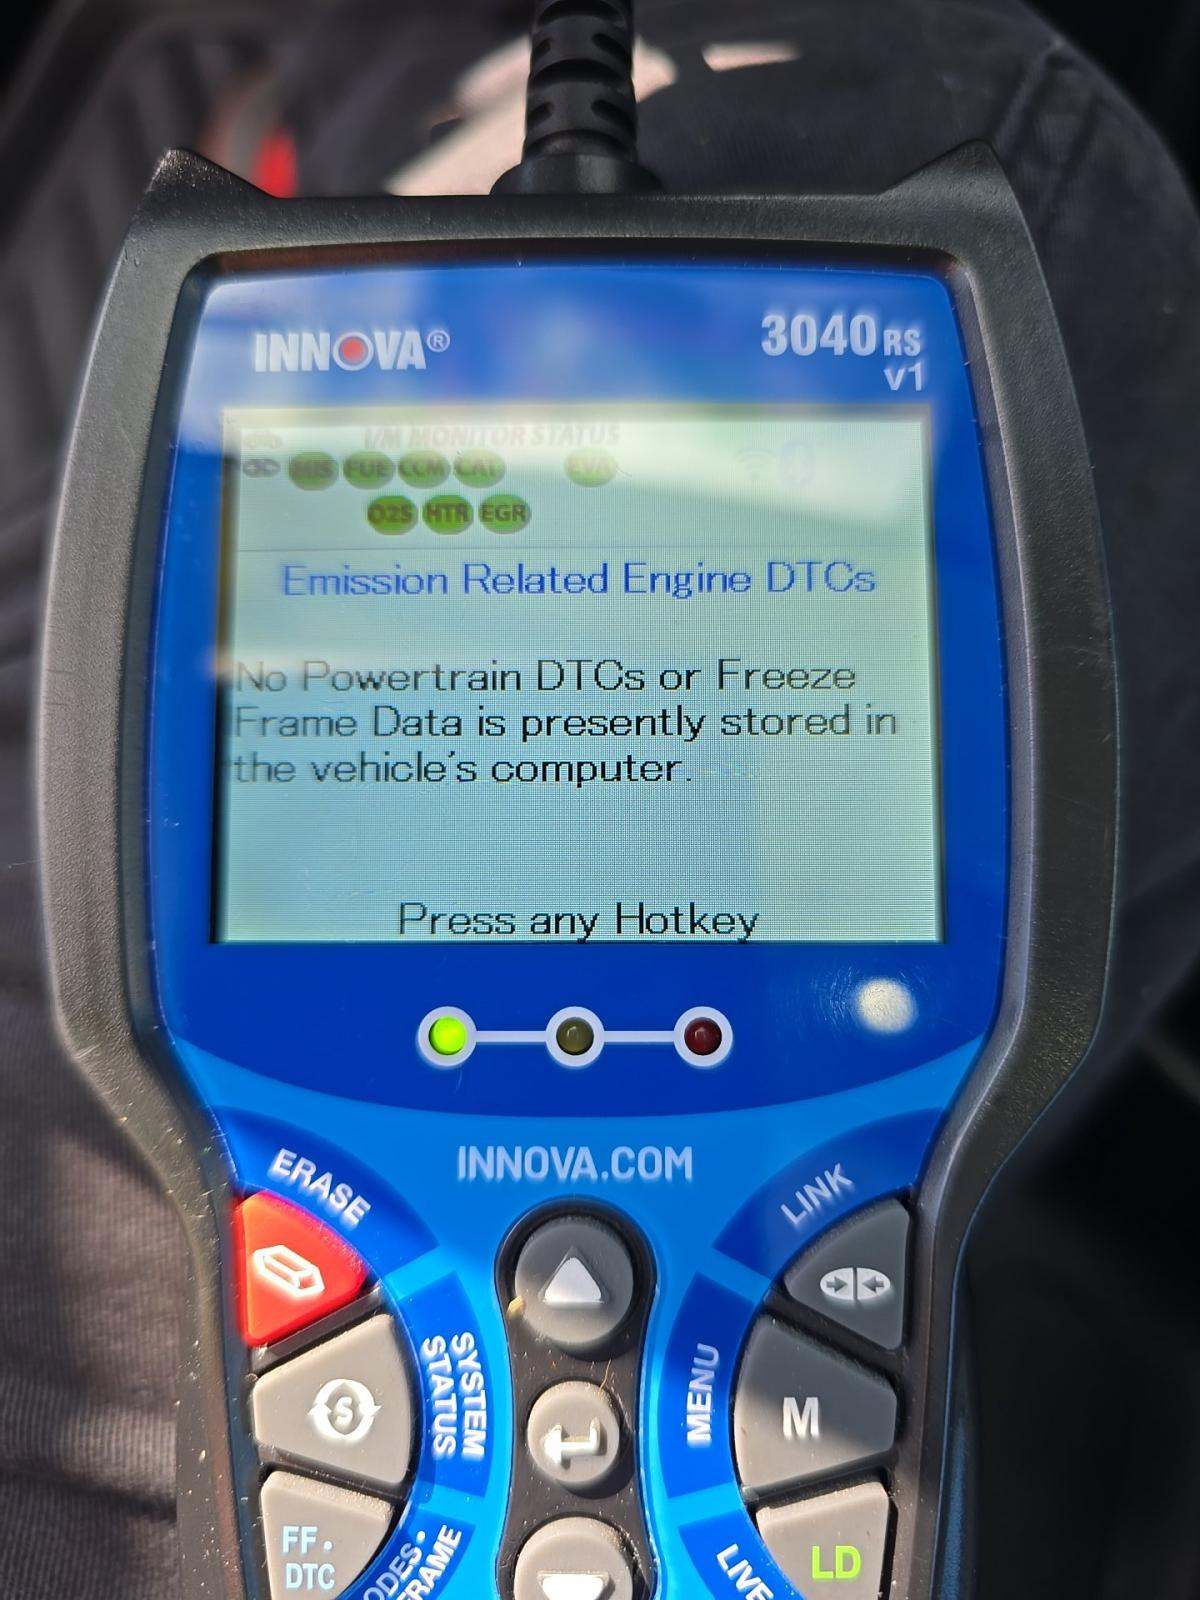 INNOVA®
3040RS
v1
I/M MONITOR STATUS
MIS FUE CCM CAT EVA
O2S HTR EGR
Emission Related Engine DTCs
No Powertrain DTCs or Freeze
Frame Data is presently stored in
the vehicle's computer.
Press any Hotkey
INNOVA.COM
ERASE
LINK
SYSTEM
STATUS
S
MENU
M
FF.
DTC
LIVE
LD